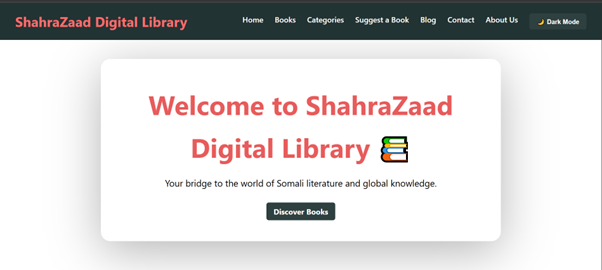 ShahraZaad Digital Library
Home Books Categories Suggest a Book Blog Contact About Us 🌙 Dark Mode
Welcome to ShahraZaad
Digital Library 📚
Your bridge to the world of Somali literature and global knowledge.
Discover Books